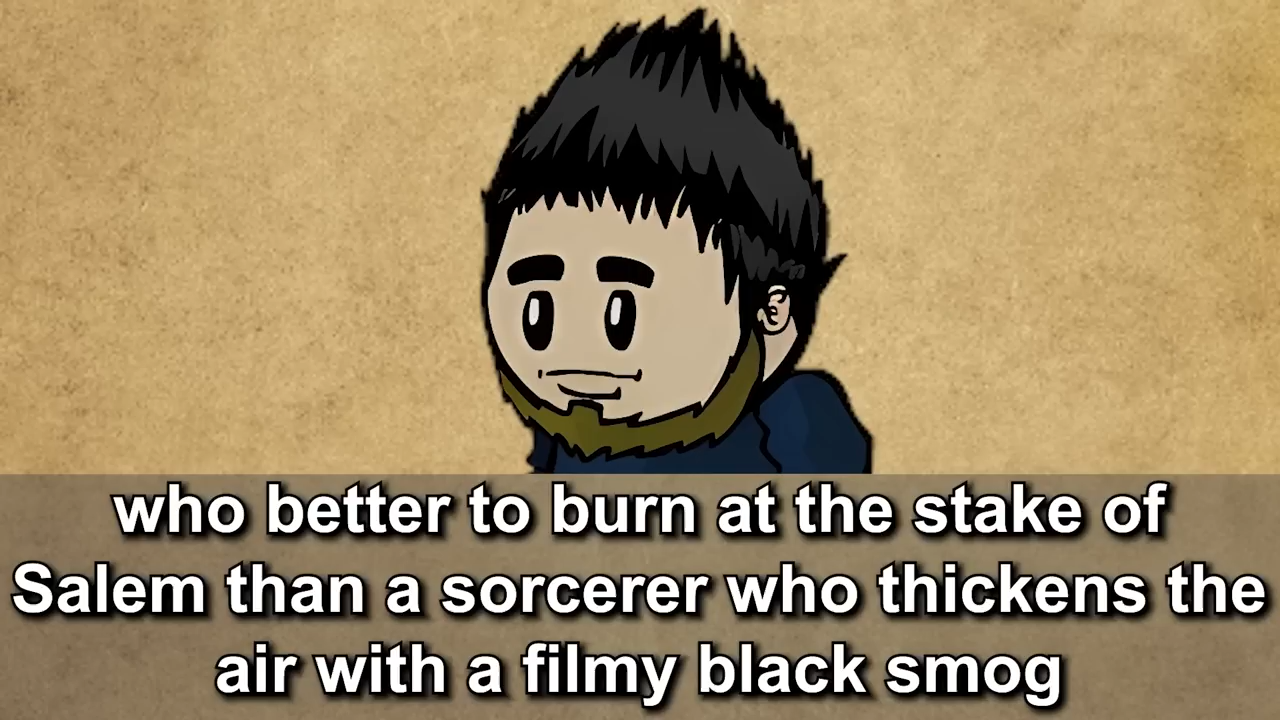 who better to burn at the stake of
Salem than a sorcerer who thickens the
air with a filmy black smog